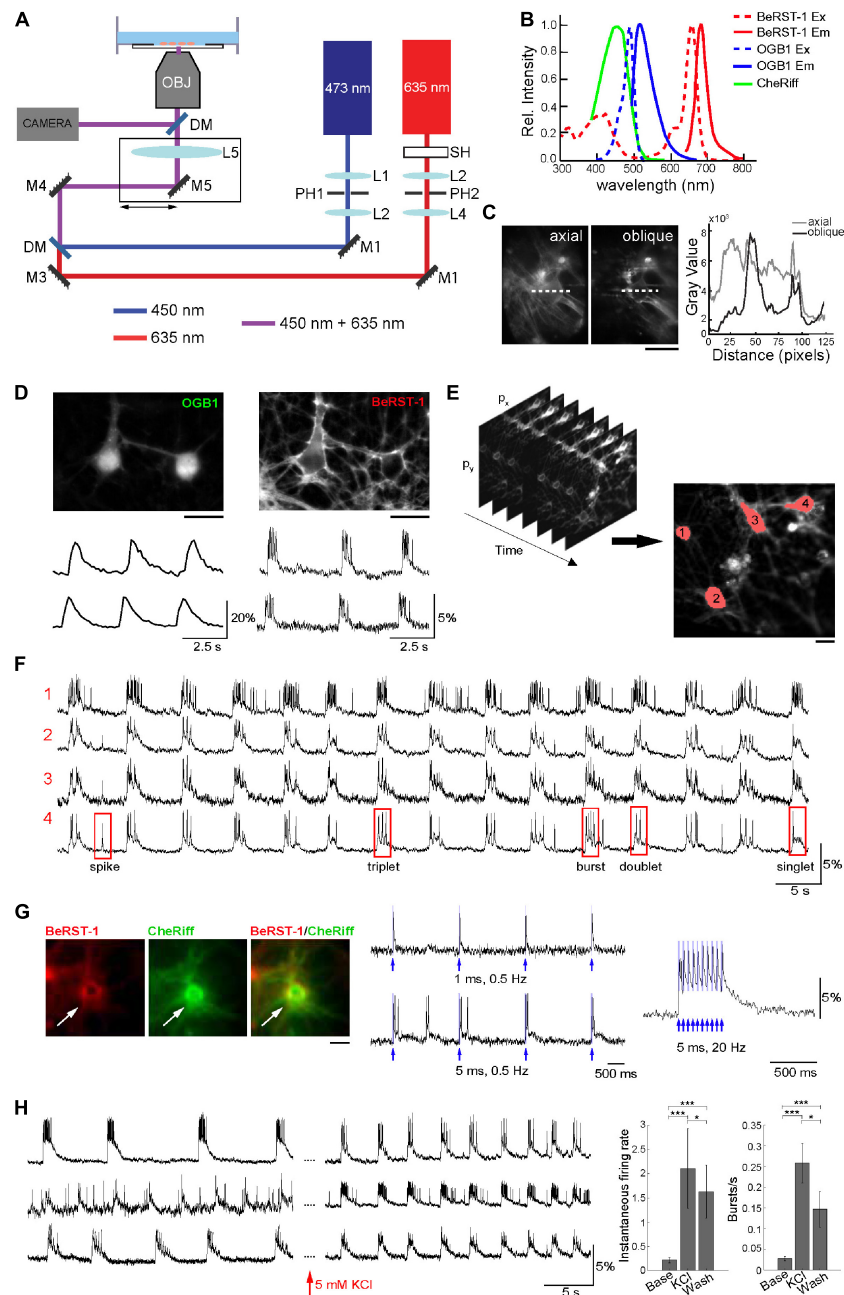 A
OBJ
473 nm
635 nm
CAMERA
DM
SH
L5
L1
L2
PH1
PH2
M4
M5
L2
L4
DM
M1
M3
M1
450 nm
450 nm + 635 nm
635 nm
B
BeRST-1 Ex
BeRST-1 Em
OGB1 Ex
OGB1 Em
CheRiff
Rel. Intensity
1.0
0.8
0.6
0.4
0.2
0
300 400 500 600 700 800
wavelength (nm)
C
axial
oblique
x10³
axial
oblique
Gray Value
8
6
4
2
0
0 25 50 75 100 125
Distance (pixels)
D
OGB1
BeRST-1
20%
2.5 s
5%
2.5 s
E
px
py
Time
1
2
3
4
F
1
2
3
4
spike
triplet
burst
doublet
singlet
5%
5 s
G
BeRST-1
CheRiff
BeRST-1/CheRiff
1 ms, 0.5 Hz
5 ms, 0.5 Hz
500 ms
5 ms, 20 Hz
5%
500 ms
H
5 mM KCl
5%
5 s
Instantaneous firing rate
3
2.5
2
1.5
1
0.5
0
***
***
*
Base
KCl
Wash
Bursts/s
0.35
0.3
0.25
0.2
0.15
0.1
0.05
0
***
***
*
Base
KCl
Wash